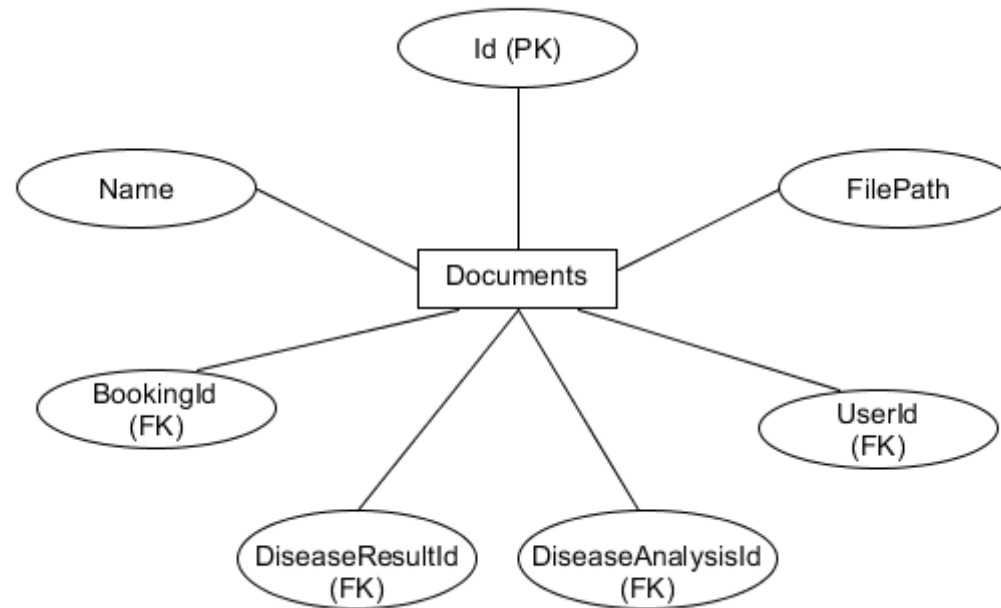 Id (PK)
Name
FilePath
Documents
BookingId
(FK)
UserId
(FK)
DiseaseResultId
(FK)
DiseaseAnalysisId
(FK)